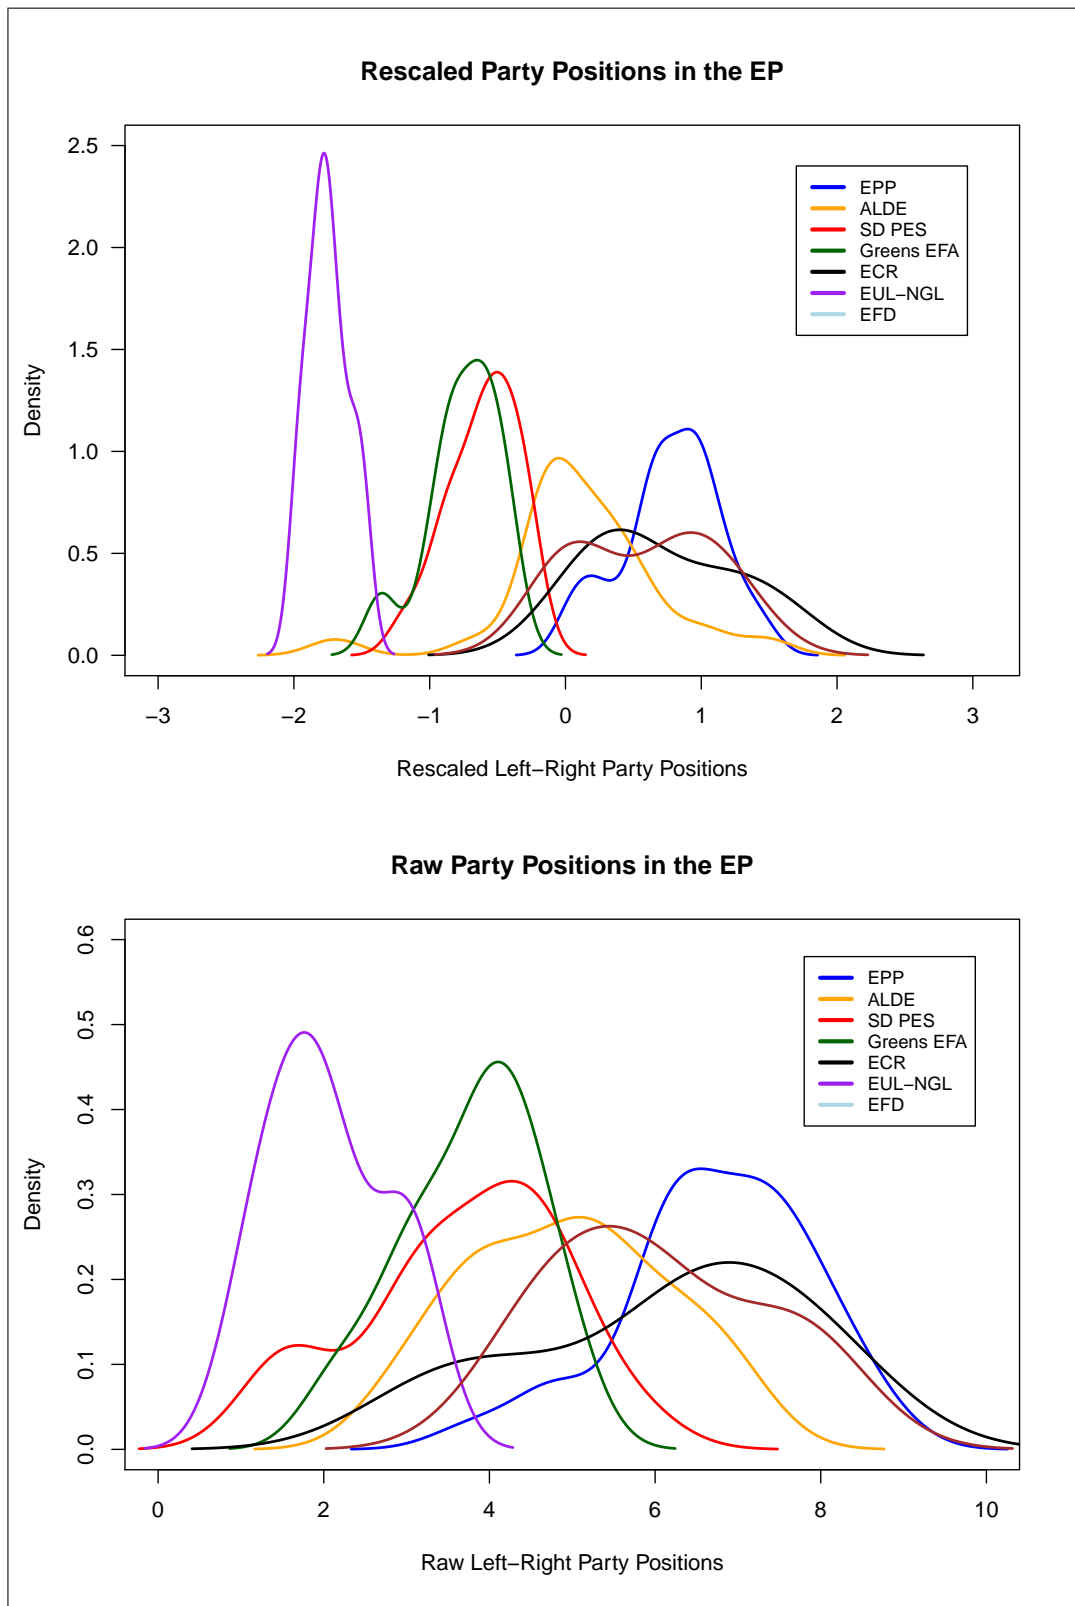 Rescaled Party Positions in the EP
2.5
2.0
1.5
1.0
0.5
0.0
Density
EPP
ALDE
SD PES
Greens EFA
ECR
EUL−NGL
EFD
−3 −2 −1 0 1 2 3
Rescaled Left−Right Party Positions
Raw Party Positions in the EP
0.6
0.5
0.4
0.3
0.2
0.1
0.0
Density
EPP
ALDE
SD PES
Greens EFA
ECR
EUL−NGL
EFD
0 2 4 6 8 10
Raw Left−Right Party Positions